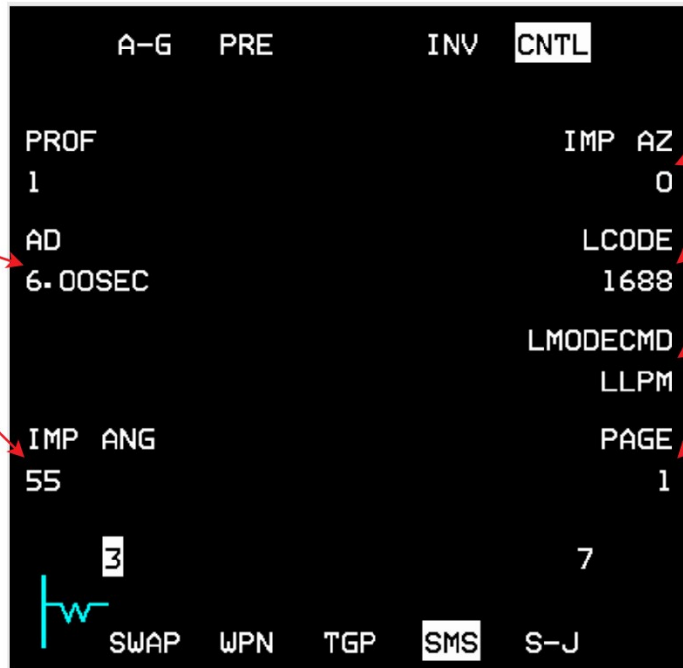 A-G PRE INV CNTL
PROF IMP AZ
1 0
AD LCODE
6.00SEC 1688
LMODECMD
LLPM
IMP ANG PAGE
55 1
3 7
SWAP WPN TGP SMS S-J